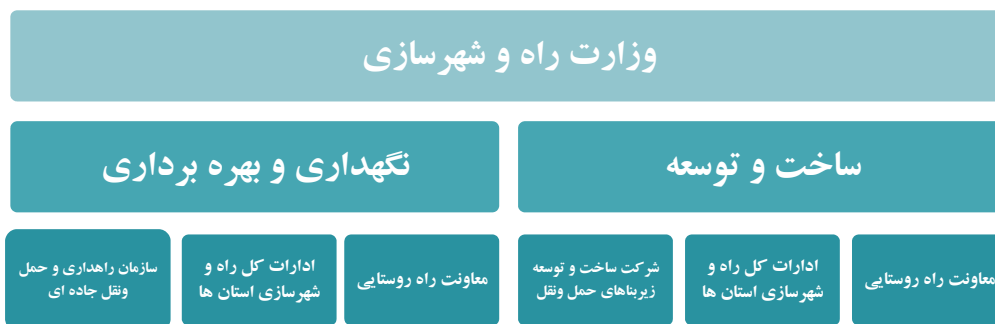 وزارت راه و شهرسازی
ساخت و توسعه
نگهداری و بهره برداری
معاونت راه روستایی
ادارات کل راه و
شهرسازی استان ها
شرکت ساخت و توسعه
زیربناهای حمل ونقل
معاونت راه روستایی
ادارات کل راه و
شهرسازی استان ها
سازمان راهداری و حمل
ونقل جاده ای